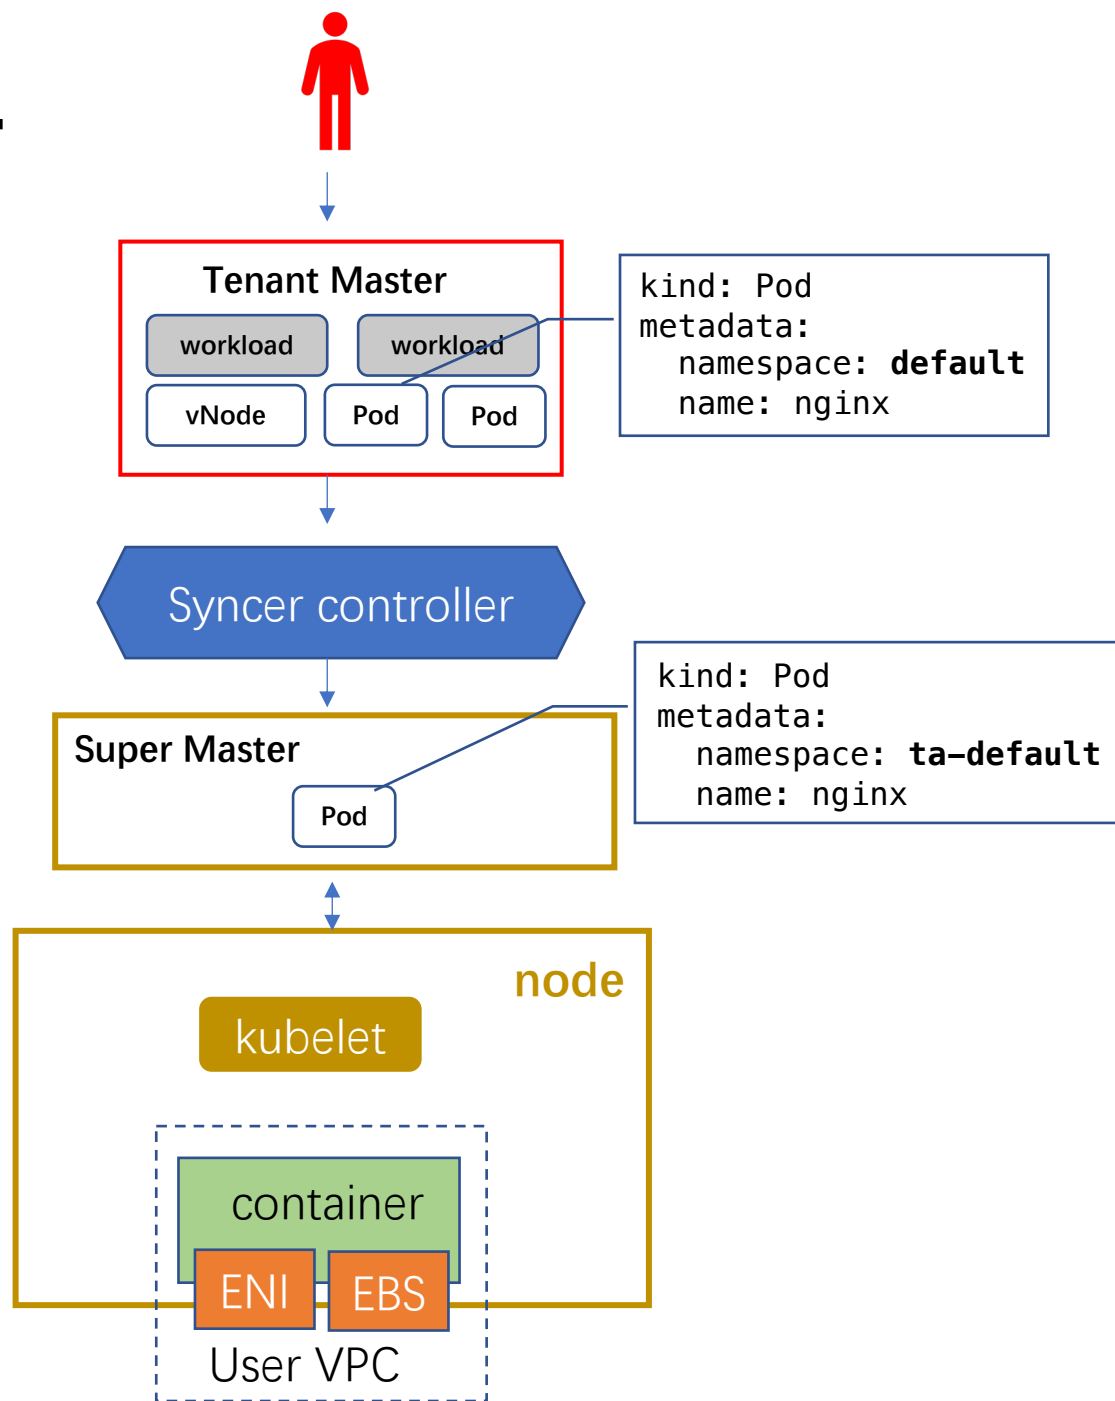 Tenant Master
workload
workload
vNode
Pod
Pod
kind: Pod
metadata:
  namespace: default
  name: nginx
Syncer controller
Super Master
Pod
kind: Pod
metadata:
  namespace: ta-default
  name: nginx
node
kubelet
container
ENI
EBS
User VPC